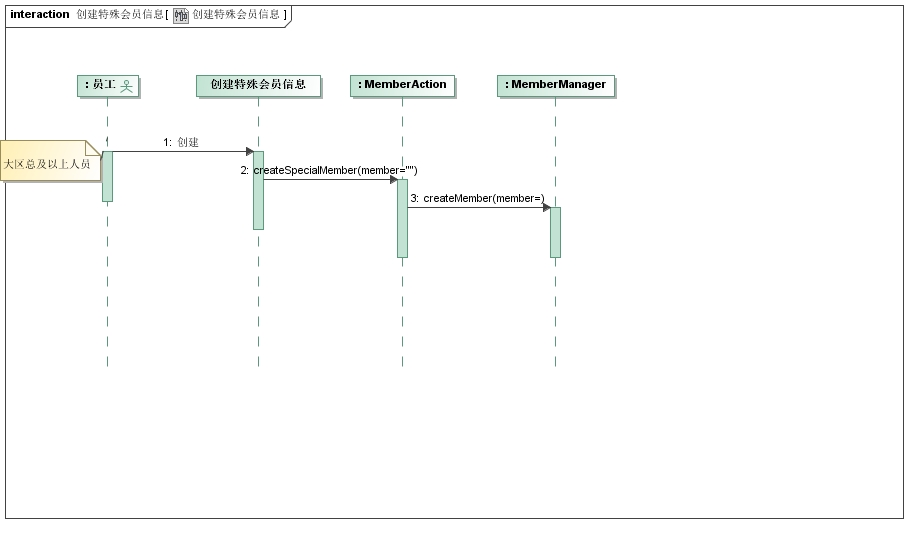 interaction 创建特殊会员信息[ 创建特殊会员信息 ]
: 员工
创建特殊会员信息
: MemberAction
: MemberManager
大区总及以上人员
1: 创建
2: createSpecialMember(member="")
3: createMember(member=)